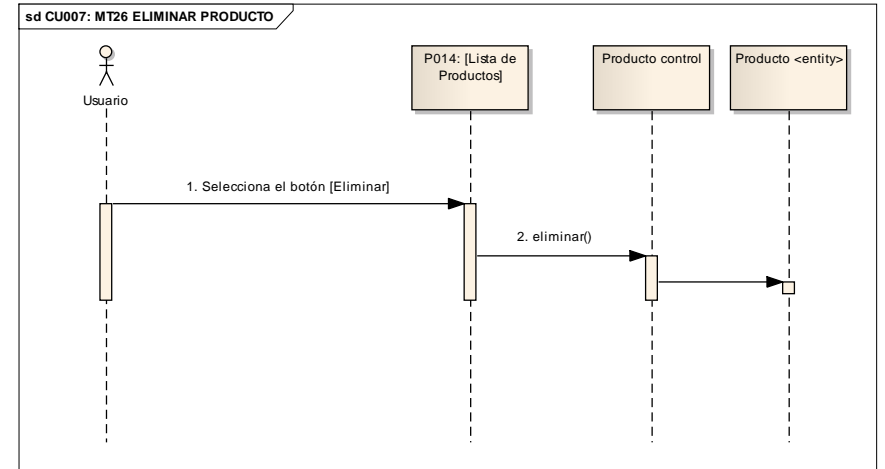 sd CU007: MT26 ELIMINAR PRODUCTO
Usuario
P014: [Lista de
Productos]
Producto control
Producto <entity>
1. Selecciona el botón [Eliminar]
2. eliminar()